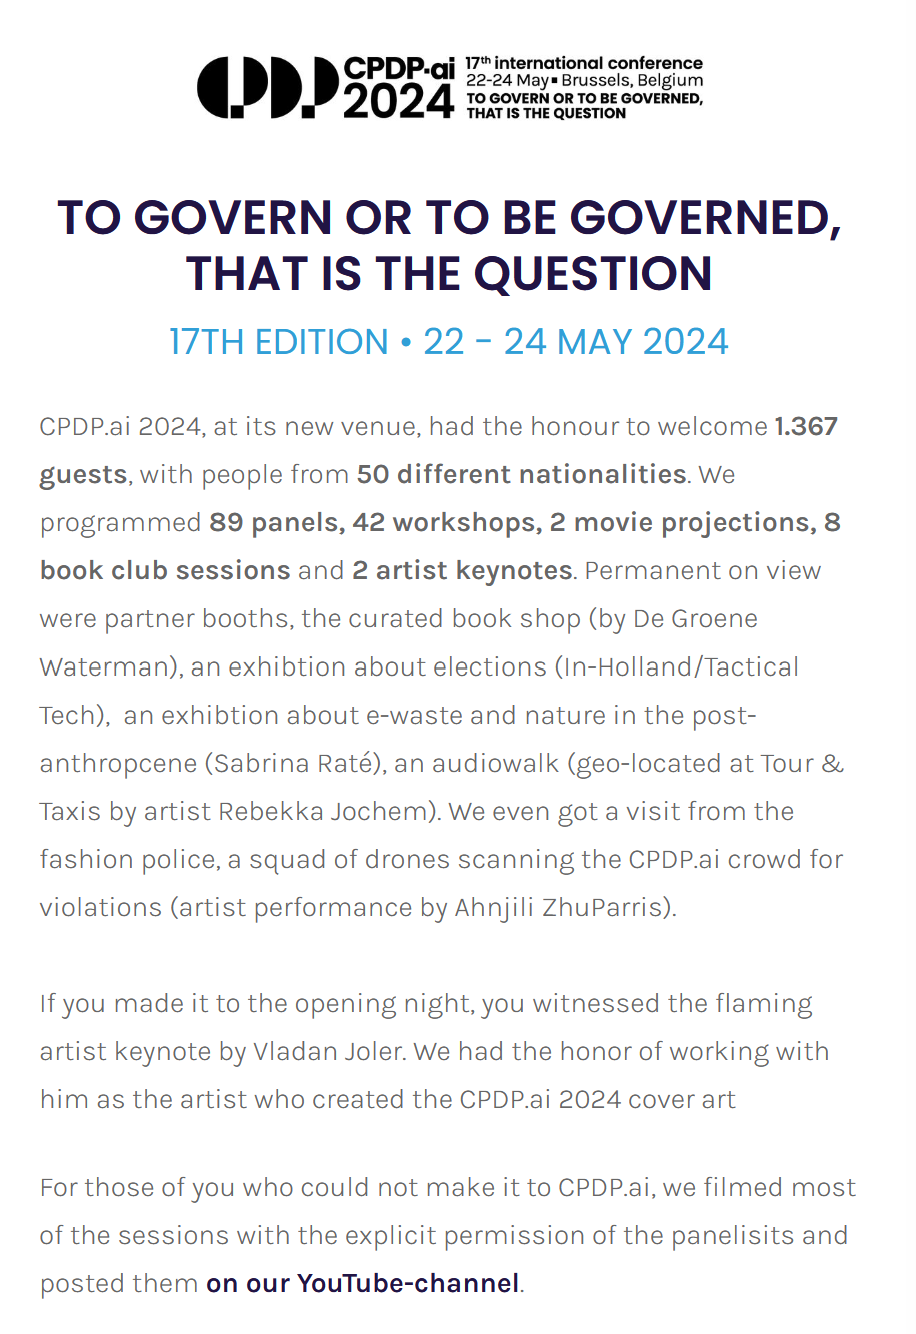 CPDP.ai
2024
17th international conference
22-24 May ▪ Brussels, Belgium
TO GOVERN OR TO BE GOVERNED,
THAT IS THE QUESTION
TO GOVERN OR TO BE GOVERNED,
THAT IS THE QUESTION
17TH EDITION • 22 - 24 MAY 2024
CPDP.ai 2024, at its new venue, had the honour to welcome 1.367
guests, with people from 50 different nationalities. We
programmed 89 panels, 42 workshops, 2 movie projections, 8
book club sessions and 2 artist keynotes. Permanent on view
were partner booths, the curated book shop (by De Groene
Waterman), an exhibtion about elections (In-Holland/Tactical
Tech),  an exhibtion about e-waste and nature in the post-
anthropcene (Sabrina Raté), an audiowalk (geo-located at Tour &
Taxis by artist Rebekka Jochem). We even got a visit from the
fashion police, a squad of drones scanning the CPDP.ai crowd for
violations (artist performance by Ahnjili ZhuParris).
If you made it to the opening night, you witnessed the flaming
artist keynote by Vladan Joler. We had the honor of working with
him as the artist who created the CPDP.ai 2024 cover art
For those of you who could not make it to CPDP.ai, we filmed most
of the sessions with the explicit permission of the panelisits and
posted them on our YouTube-channel.